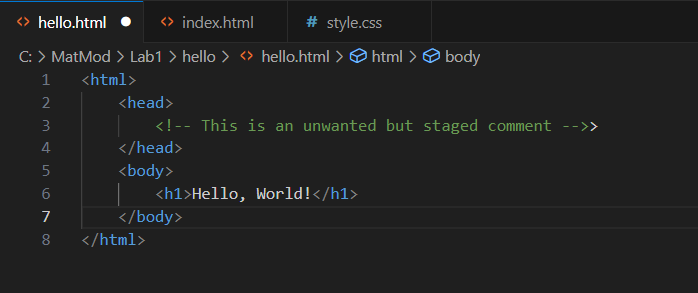 hello.html index.html # style.css
C: > MatMod > Lab1 > hello > <> hello.html > html > body
1 <html>
2 <head>
3 <!-- This is an unwanted but staged comment -->>
4 </head>
5 <body>
6 <h1>Hello, World!</h1>
7 </body>
8 </html>